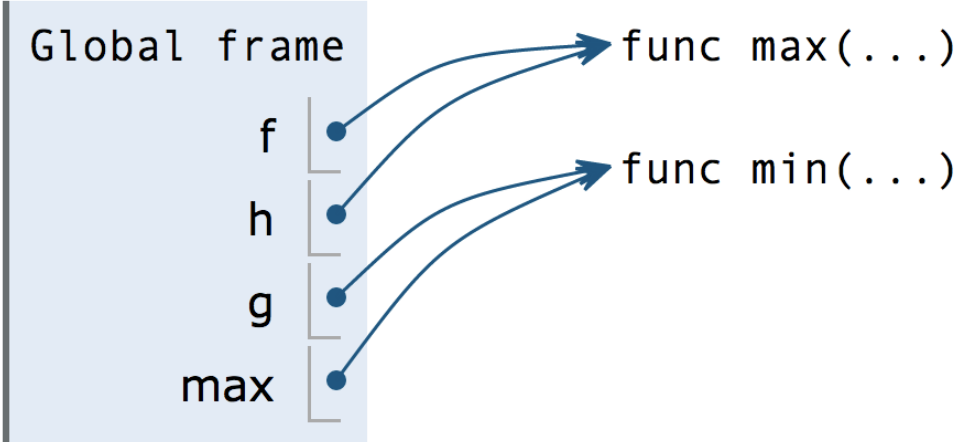 Global frame
func max(...)
f
func min(...)
h
g
max